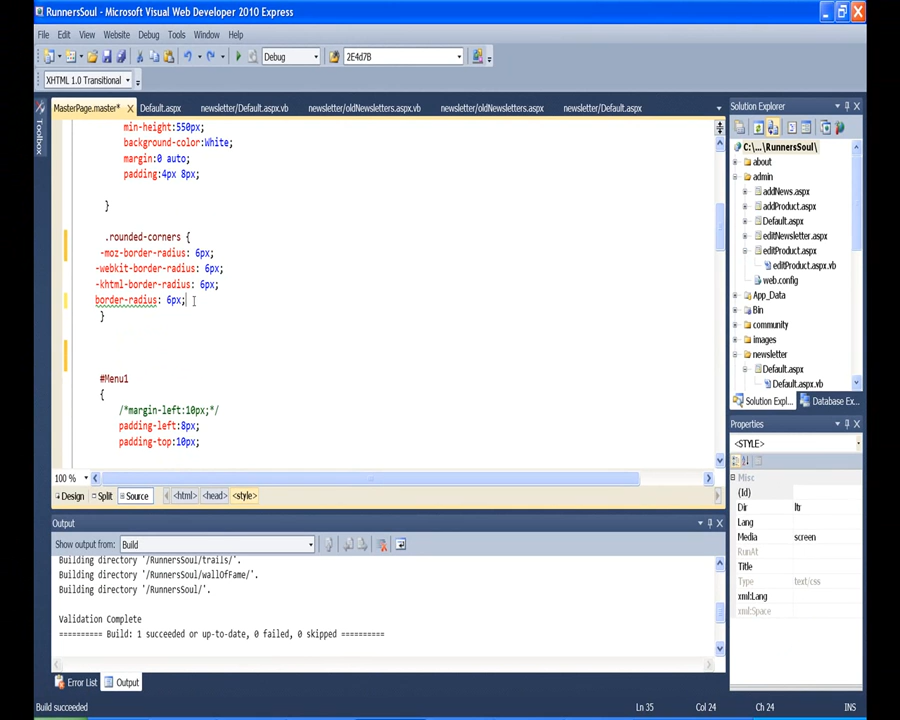 RunnersSoul - Microsoft Visual Web Developer 2010 Express
File Edit View Website Debug Tools Window Help
Debug 2E4d7B
XHTML 1.0 Transitional
MasterPage.master* Default.aspx newsletter/Default.aspx.vb newsletter/oldNewsletters.aspx.vb newsletter/oldNewsletters.aspx newsletter/Default.aspx
Toolbox
min-height:550px;
background-color:White;
margin:0 auto;
padding:4px 8px;
}
.rounded-corners {
-moz-border-radius: 6px;
-webkit-border-radius: 6px;
-khtml-border-radius: 6px;
border-radius: 6px;
}
#Menu1
{
/*margin-left:10px;*/
padding-left:8px;
padding-top:10px;
100 %
Design Split Source <html> <head> <style>
Output
Show output from: Build
Building directory '/RunnersSoul/trails/'.
Building directory '/RunnersSoul/wallOfFame/'.
Building directory '/RunnersSoul/'.
Validation Complete
========== Build: 1 succeeded or up-to-date, 0 failed, 0 skipped ==========
Error List Output
Solution Explorer
C:\...\RunnersSoul\
about
admin
addNews.aspx
addProduct.aspx
Default.aspx
editNewsletter.aspx
editProduct.aspx
editProduct.aspx.vb
web.config
App_Data
Bin
community
images
newsletter
Default.aspx
Default.aspx.vb
Solution Expl... Database Ex...
Properties
<STYLE>
Misc
(Id)
Dir ltr
Lang
Media screen
RunAt
Title
Type text/css
xml:Lang
xml:Space
Build succeeded Ln 35 Col 24 Ch 24 INS